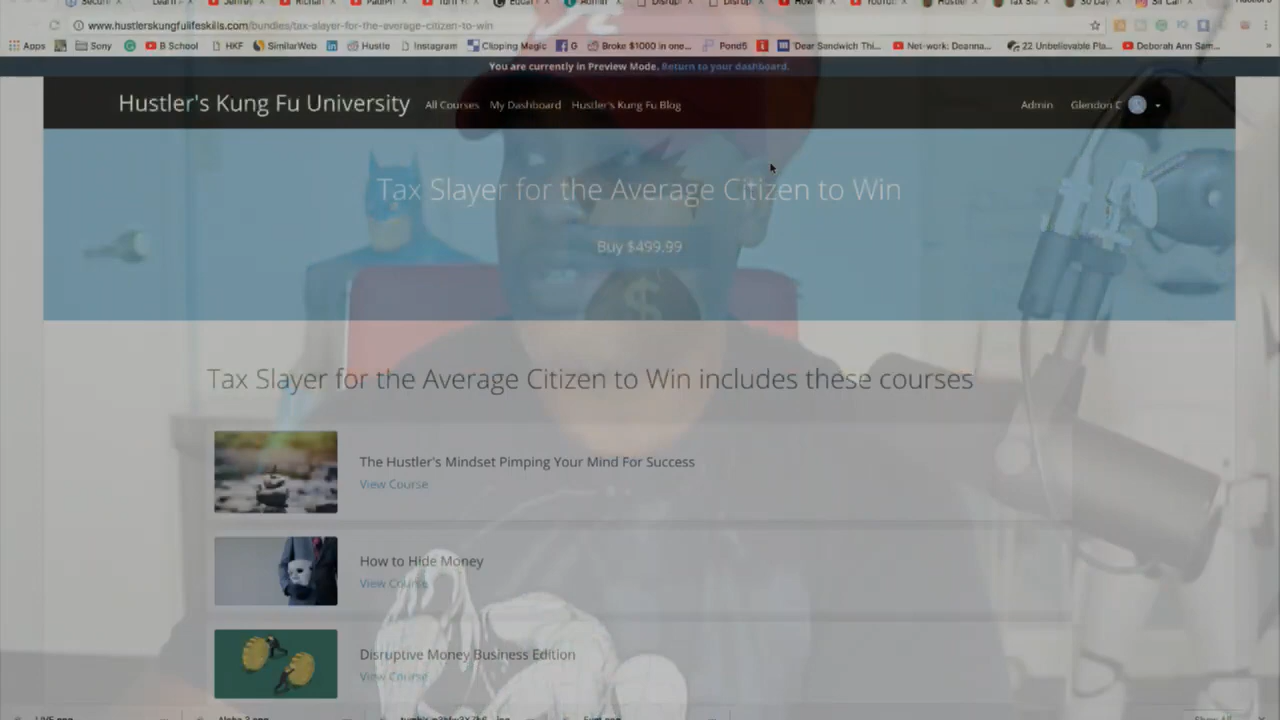 www.hustlerskungfulifeskills.com/bundles/tax-slayer-for-the-average-citizen-to-win
Apps Sony B School HKF SimilarWeb Hustle Instagram Clipping Magic G Broke $1000 in one... Pond5 Dear Sandwich Thi... Net-work: Deanna... 22 Unbelievable Pla... Deborah Ann Sam...
You are currently in Preview Mode. Return to your dashboard.
Hustler's Kung Fu University All Courses My Dashboard Hustler's Kung Fu Blog Admin Glendon C
Tax Slayer for the Average Citizen to Win
Buy $499.99
$
Tax Slayer for the Average Citizen to Win includes these courses
The Hustler's Mindset Pimping Your Mind For Success
View Course
How to Hide Money
View Course
Disruptive Money Business Edition
View Course